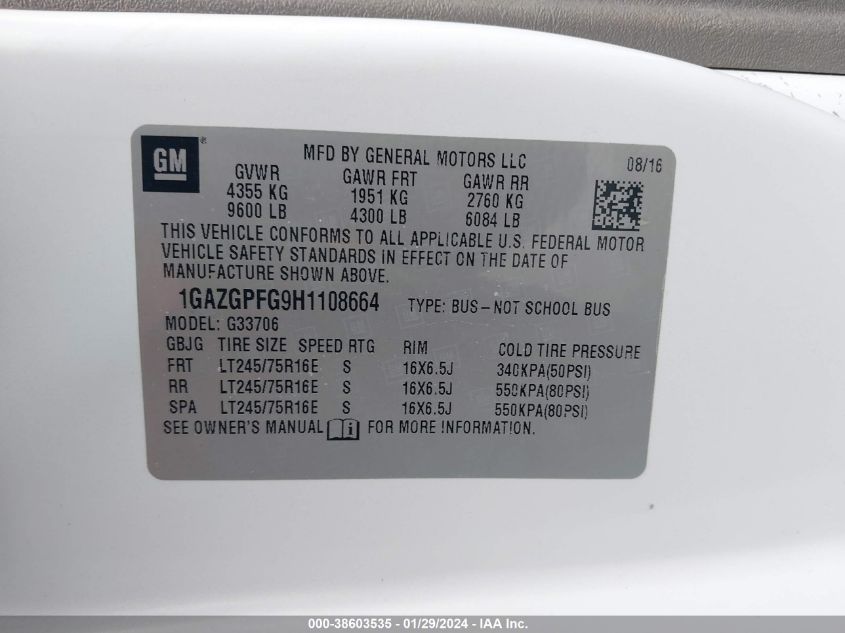 GM® MFD BY GENERAL MOTORS LLC 08/16
GVWR GAWR FRT GAWR RR
4355 KG 1951 KG 2760 KG
9600 LB 4300 LB 6084 LB
THIS VEHICLE CONFORMS TO ALL APPLICABLE U.S. FEDERAL MOTOR
VEHICLE SAFETY STANDARDS IN EFFECT ON THE DATE OF
MANUFACTURE SHOWN ABOVE.
1GAZGPFG9H1108664 TYPE: BUS-NOT SCHOOL BUS
MODEL: G33706
GBJG TIRE SIZE SPEED RTG RIM COLD TIRE PRESSURE
FRT LT245/75R16E S 16X6.5J 340KPA(50PSI)
RR LT245/75R16E S 16X6.5J 550KPA(80PSI)
SPA LT245/75R16E S 16X6.5J 550KPA(80PSI)
SEE OWNER'S MANUAL i FOR MORE INFORMATION.
000-38603535 - 01/29/2024 - IAA Inc.